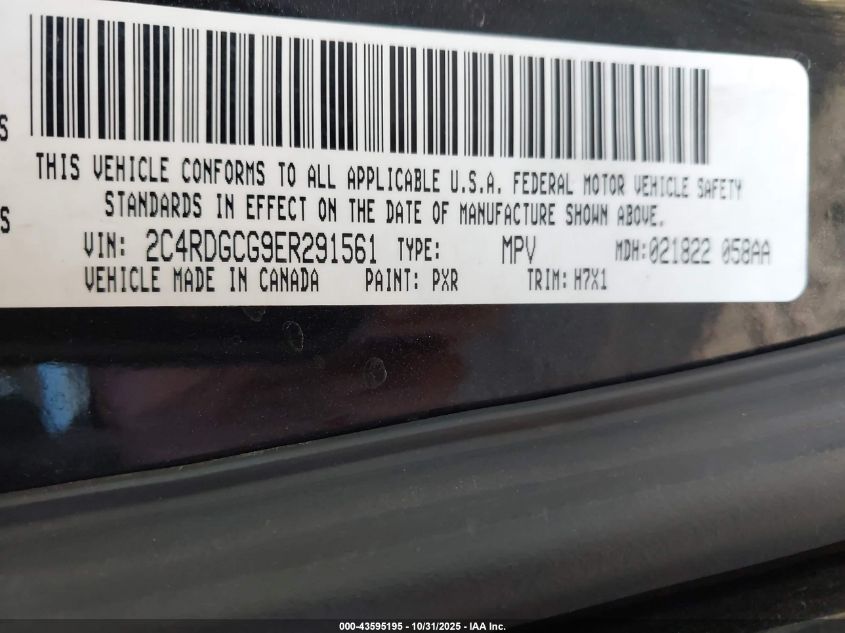 S
THIS VEHICLE CONFORMS TO ALL APPLICABLE U.S.A. FEDERAL MOTOR VEHICLE SAFETY
S
STANDARDS IN EFFECT ON THE DATE OF MANUFACTURE SHOWN ABOVE.
VIN: 2C4RDGCG9ER291561 TYPE: MPV MDH:021822 058AA
VEHICLE MADE IN CANADA PAINT: PXR TRIM: H7X1
000-43595195 - 10/31/2025 - IAA Inc.